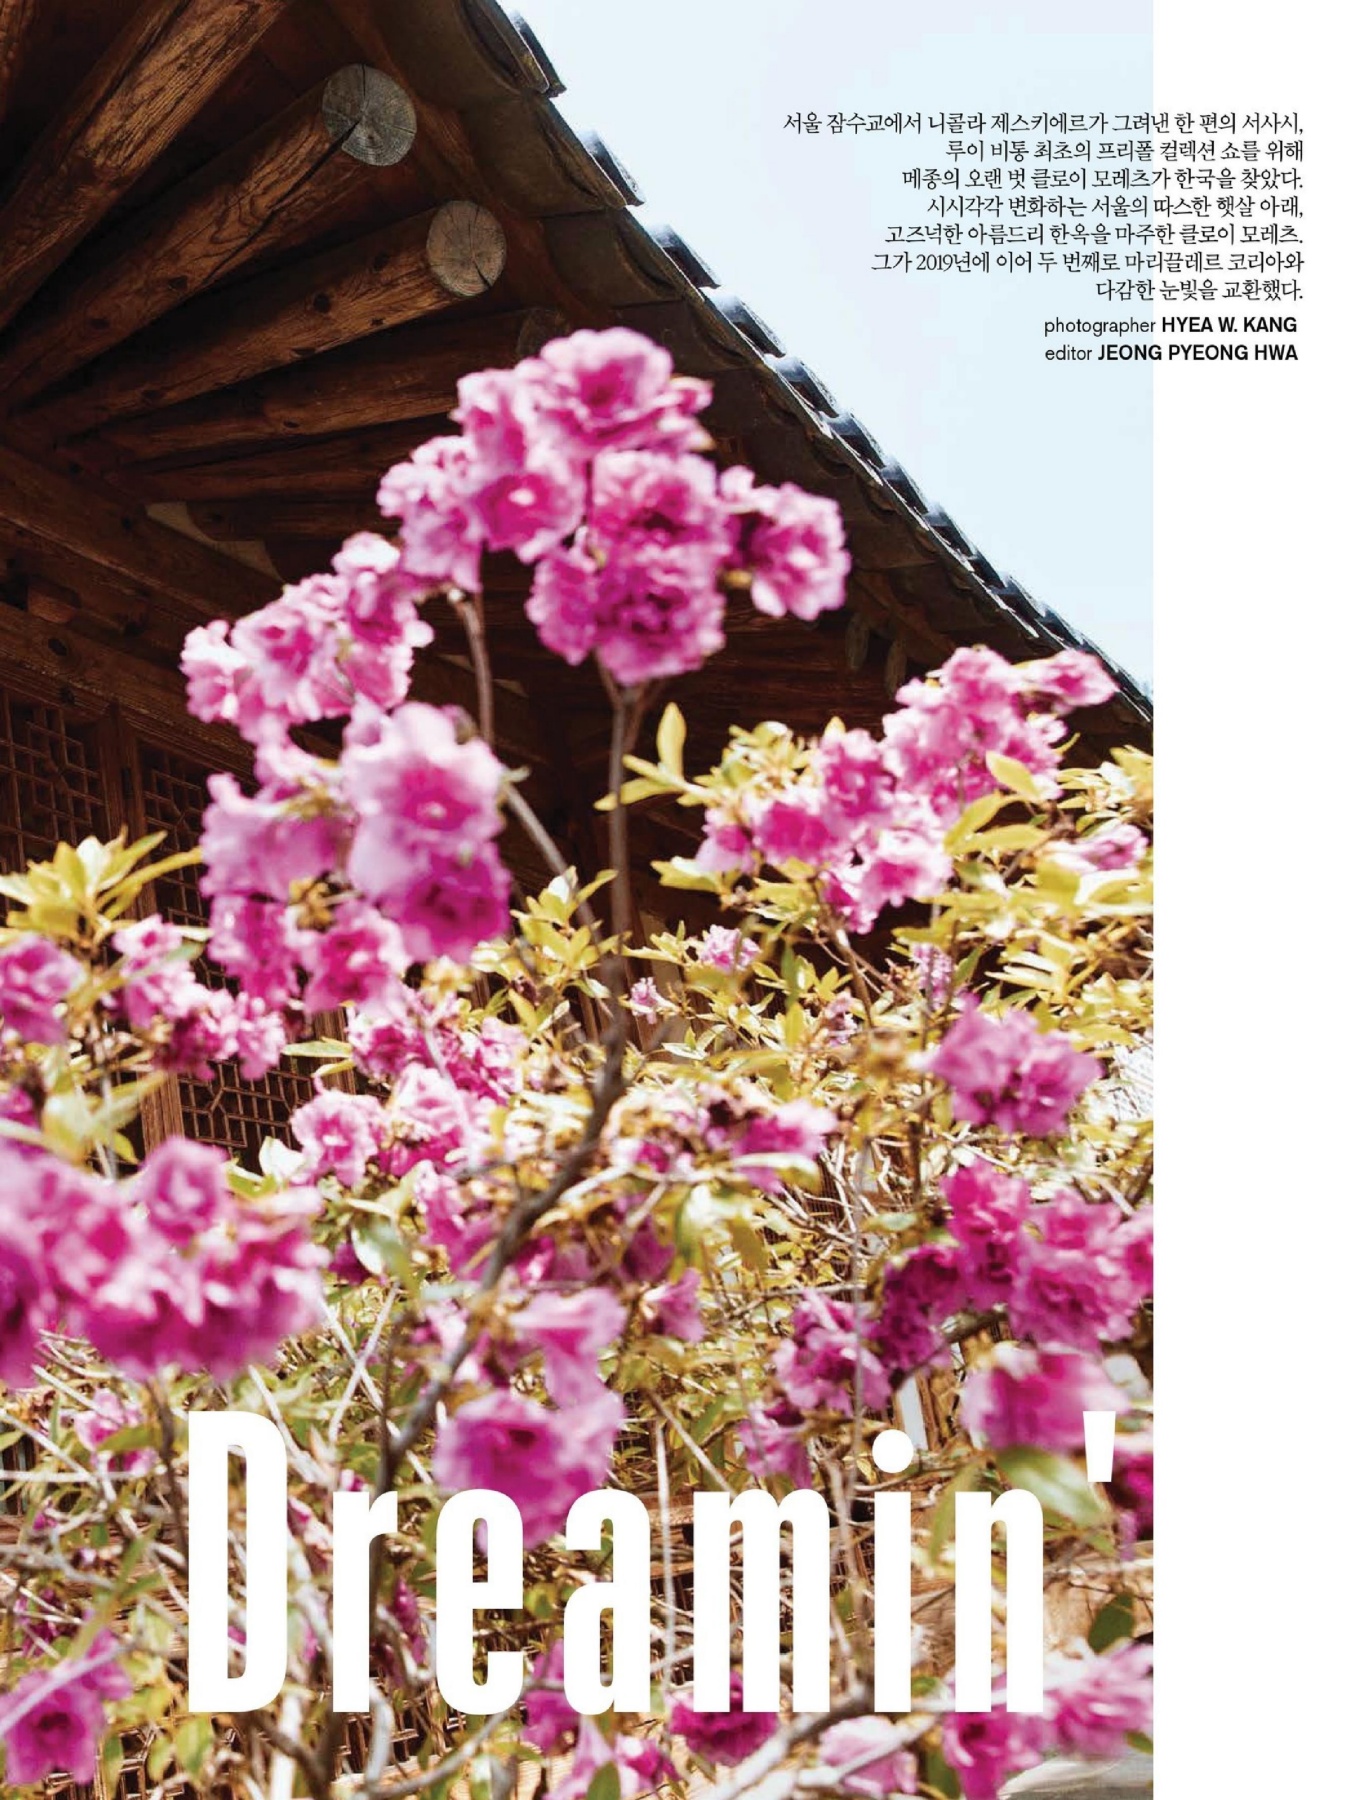 서울 잠수교에서 니콜라 제스키에르가 그려낸 한 편의 서사시,
루이 비통 최초의 프리폴 컬렉션 쇼를 위해
메종의 오랜 벗 클로이 모레츠가 한국을 찾았다.
시시각각 변화하는 서울의 따스한 햇살 아래,
고즈넉한 아름드리 한옥을 마주한 클로이 모레츠.
그가 2019년에 이어 두 번째로 마리끌레르 코리아와
다감한 눈빛을 교환했다.
photographer HYEA W. KANG
editor JEONG PYEONG HWA
Dreamin'